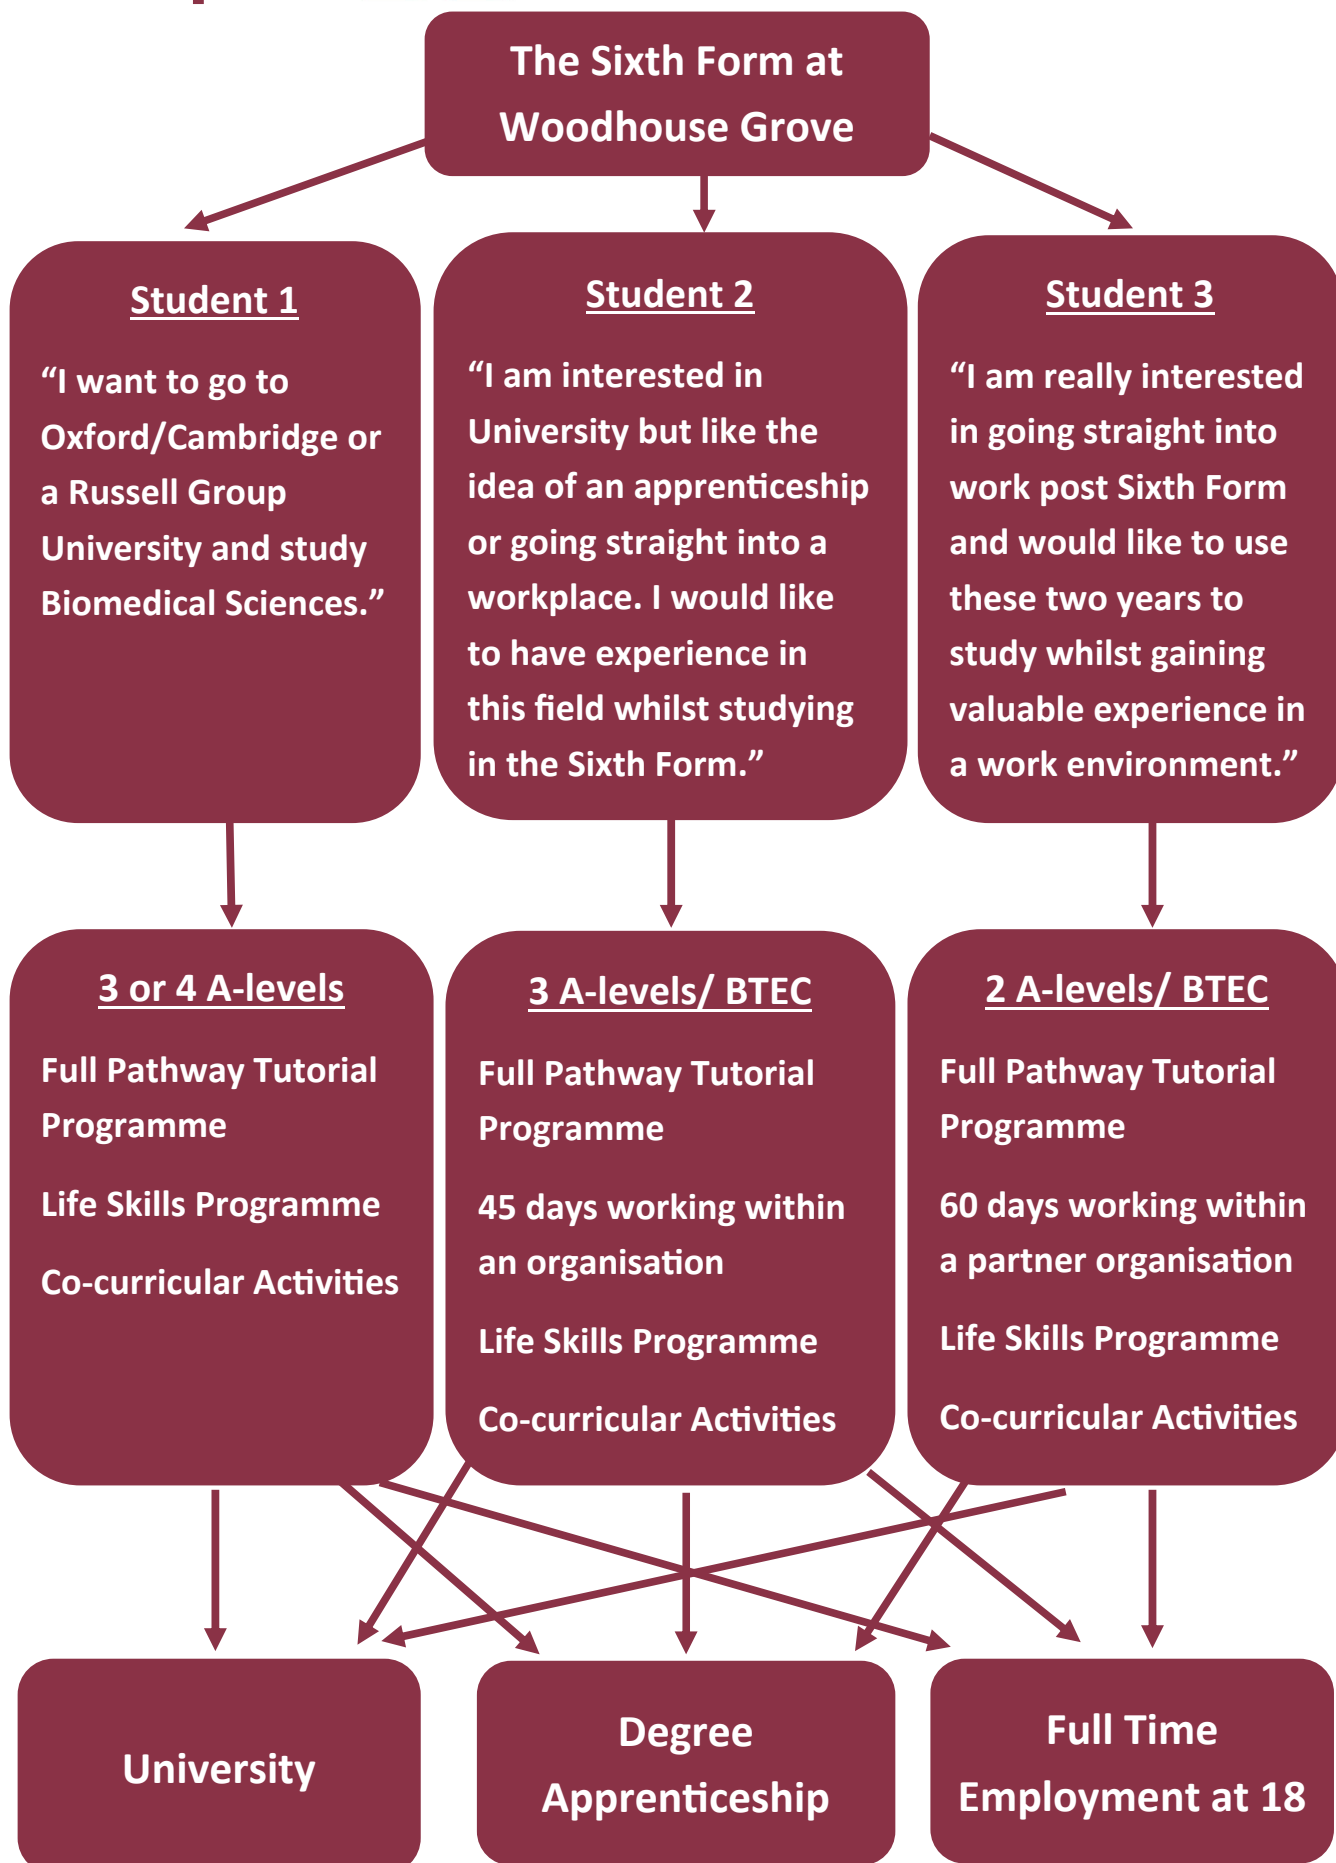 The Sixth Form at
Woodhouse Grove
Student 1
“I want to go to
Oxford/Cambridge or
a Russell Group
University and study
Biomedical Sciences.”
Student 2
“I am interested in
University but like the
idea of an apprenticeship
or going straight into a
workplace. I would like
to have experience in
this field whilst studying
in the Sixth Form.”
Student 3
“I am really interested
in going straight into
work post Sixth Form
and would like to use
these two years to
study whilst gaining
valuable experience in
a work environment.”
3 or 4 A-levels
Full Pathway Tutorial
Programme
Life Skills Programme
Co-curricular Activities
3 A-levels/ BTEC
Full Pathway Tutorial
Programme
45 days working within
an organisation
Life Skills Programme
Co-curricular Activities
2 A-levels/ BTEC
Full Pathway Tutorial
Programme
60 days working within
a partner organisation
Life Skills Programme
Co-curricular Activities
University
Degree
Apprenticeship
Full Time
Employment at 18